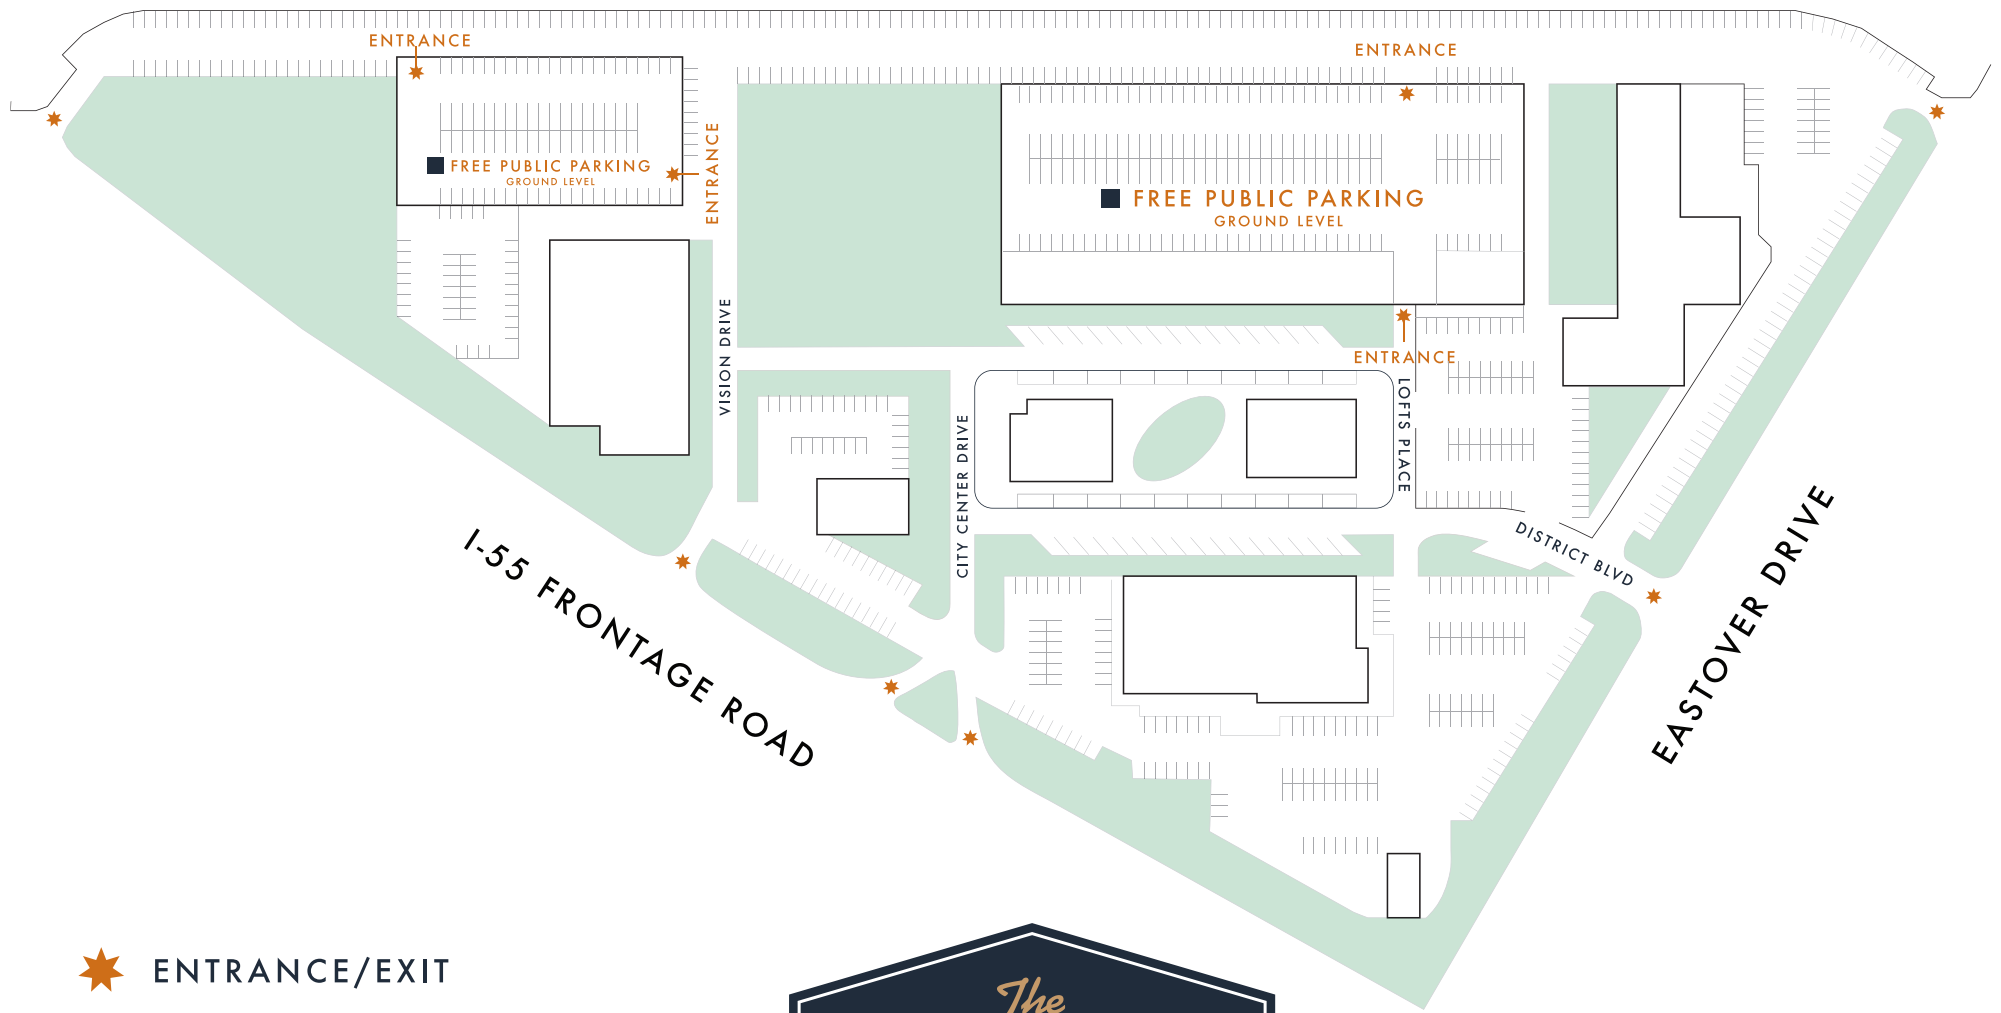 ENTRANCE
ENTRANCE
ENTRANCE
FREE PUBLIC PARKING
GROUND LEVEL
FREE PUBLIC PARKING
GROUND LEVEL
VISION DRIVE
ENTRANCE
LOFTS PLACE
CITY CENTER DRIVE
DISTRICT BLVD
I-55 FRONTAGE ROAD
EASTOVER DRIVE
ENTRANCE/EXIT
The